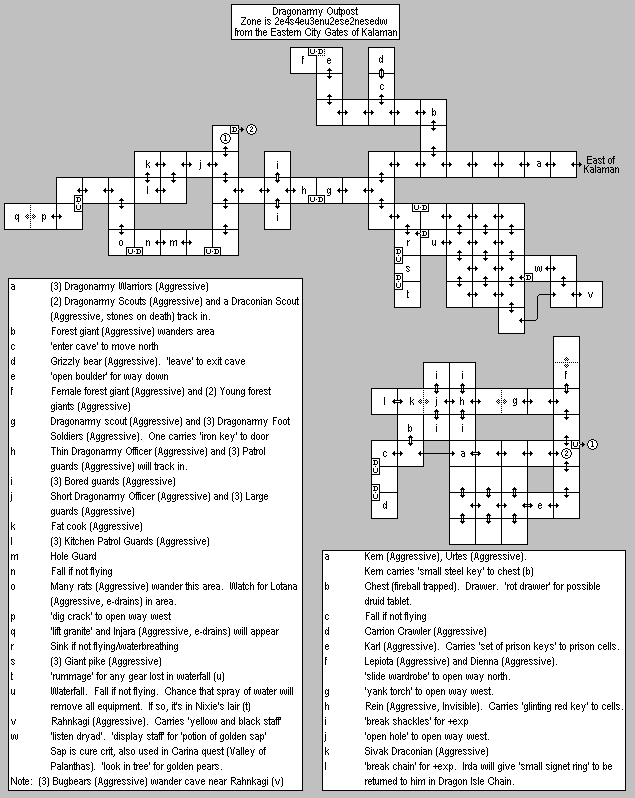 Dragonarmy Outpost
Zone is 2e4s4eu3enu2ese2nesedw
from the Eastern City Gates of Kalaman
f
U-D
e
d
c
b
D
2
1
k
j
i
a
East of
Kalaman
l
h
g
U-D
q
p
D
U
i
U-D
o
n
m
U-D
U-D
r
u
D
D
U
s
D
w
D
U
t
v
a (3) Dragonarmy Warriors (Aggressive)
(2) Dragonarmy Scouts (Aggressive) and a Draconian Scout
(Aggressive, stones on death) track in.
b Forest giant (Aggressive) wanders area
c 'enter cave' to move north
d Grizzly bear (Aggressive). 'leave' to exit cave
e 'open boulder' for way down
f Female forest giant (Aggressive) and (2) Young forest
giants (Aggressive)
g Dragonarmy scout (Aggressive) and (3) Dragonarmy Foot
Soldiers (Aggressive). One carries 'iron key' to door
h Thin Dragonarmy Officer (Aggressive) and (3) Patrol
guards (Aggressive) will track in.
i (3) Bored guards (Aggressive)
j Short Dragonarmy Officer (Aggressive) and (3) Large
guards (Aggressive)
k Fat cook (Aggressive)
l (3) Kitchen Patrol Guards (Aggressive)
m Hole Guard
n Fall if not flying
o Many rats (Aggressive) wander this area. Watch for Lotana
(Aggressive, e-drains) in area.
p 'dig crack' to open way west
q 'lift granite' and Injara (Aggressive, e-drains) will appear
r Sink if not flying/waterbreathing
s (3) Giant pike (Aggressive)
t 'rummage' for any gear lost in waterfall (u)
u Waterfall. Fall if not flying. Chance that spray of water will
remove all equipment. If so, it's in Nixie's lair (t)
v Rahnkagi (Aggressive). Carries 'yellow and black staff'
w 'listen dryad'. 'display staff' for 'potion of golden sap'
Sap is cure crit, also used in Carina quest (Valley of
Palanthas). 'look in tree' for golden pears.
Note: (3) Bugbears (Aggressive) wander cave near Rahnkagi (v)
i
i
f
l
k
j
h
g
b
i
i
U
1
c
a
2
D
U
D
U
d
e
a Kern (Aggressive), Urtes (Aggressive).
Kern carries 'small steel key' to chest (b)
b Chest (fireball trapped). Drawer. 'rot drawer' for possible
druid tablet.
c Fall if not flying
d Carrion Crawler (Aggressive)
e Karl (Aggressive). Carries 'set of prison keys' to prison cells.
f Lepiota (Aggressive) and Dienna (Aggressive).
'slide wardrobe' to open way north.
g 'yank torch' to open way west.
h Rein (Aggressive, Invisible). Carries 'glinting red key' to cells.
i 'break shackles' for +exp
j 'open hole' to open way west.
k Sivak Draconian (Aggressive)
l 'break chain' for +exp. Irda will give 'small signet ring' to be
returned to him in Dragon Isle Chain.